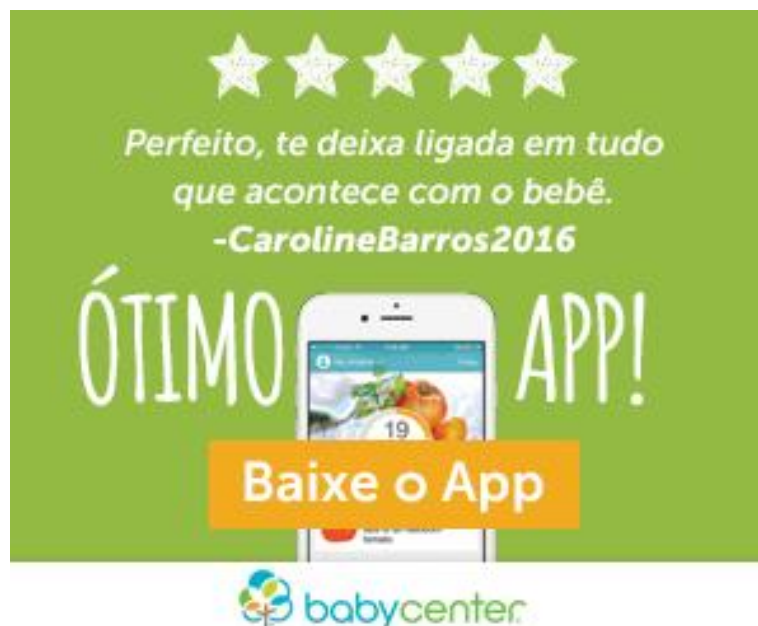 Perfeito, te deixa ligada em tudo
que acontece com o bebê.
-CarolineBarros2016
ÓTIMO APP!
19
Baixe o App
babycenter